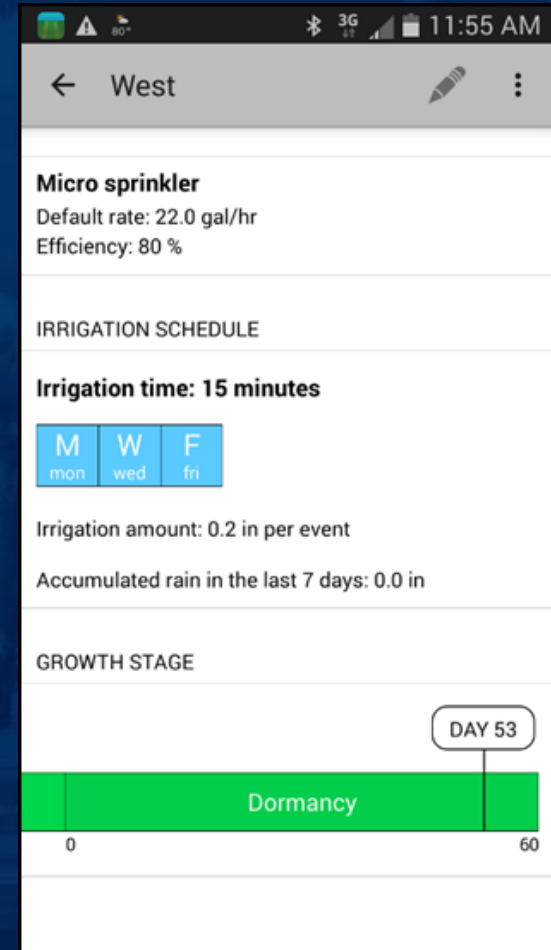 80°
3G
11:55 AM
West
Micro sprinkler
Default rate: 22.0 gal/hr
Efficiency: 80 %
IRRIGATION SCHEDULE
Irrigation time: 15 minutes
M W F
mon wed fri
Irrigation amount: 0.2 in per event
Accumulated rain in the last 7 days: 0.0 in
GROWTH STAGE
DAY 53
Dormancy
0 60